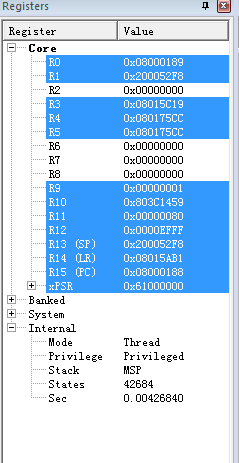 Registers
Register Value
Core
R0 0x08000189
R1 0x200052F8
R2 0x00000000
R3 0x08015C19
R4 0x080175CC
R5 0x080175CC
R6 0x00000000
R7 0x00000000
R8 0x00000000
R9 0x00000001
R10 0x803C1459
R11 0x00000080
R12 0x0000EFFF
R13 (SP) 0x200052F8
R14 (LR) 0x08015AB1
R15 (PC) 0x08000188
xPSR 0x61000000
Banked
System
Internal
Mode Thread
Privilege Privileged
Stack MSP
States 42684
Sec 0.00426840